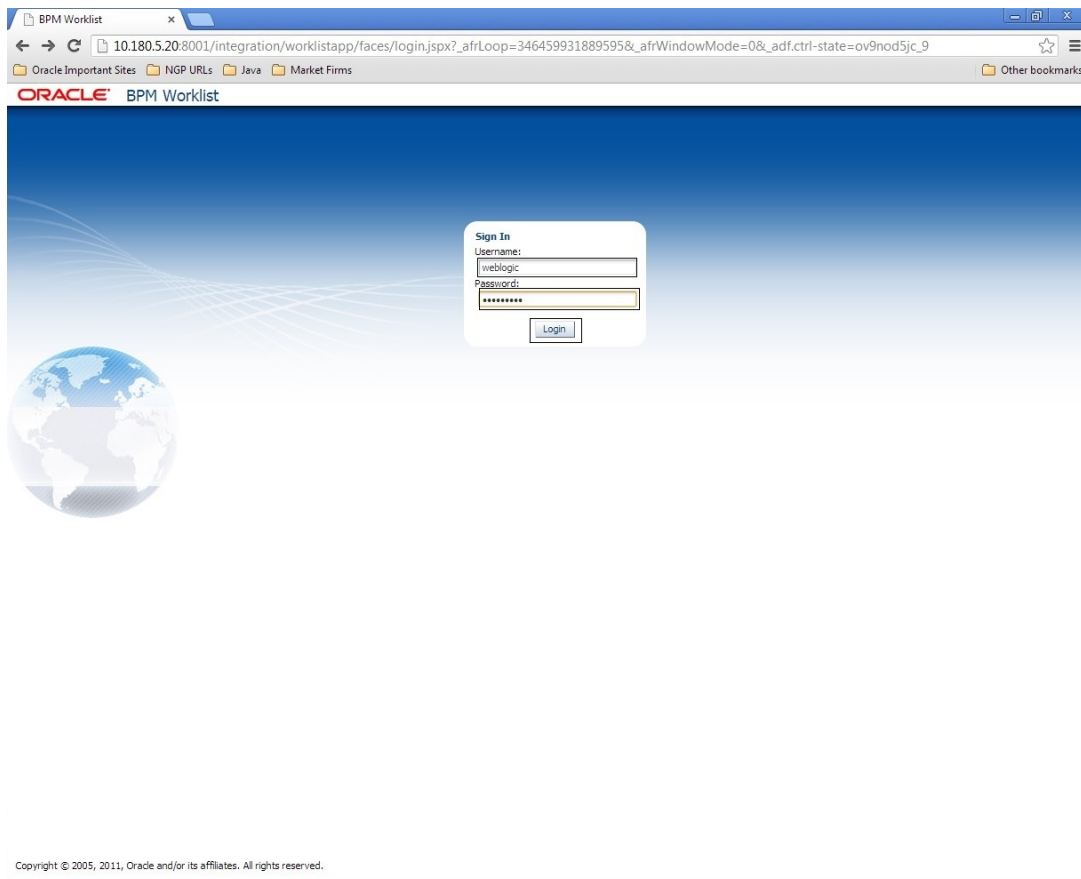 BPM Worklist
10.180.5.20:8001/integration/worklistapp/faces/login.jspx?_afrLoop=346459931889595&_afrWindowMode=0&_adf.ctrl-state=ov9nod5jc_9
Oracle Important Sites NGP URLs Java Market Firms Other bookmarks
ORACLE BPM Worklist
Sign In
Username:
weblogic
Password:
•••••••••
Login
Copyright © 2005, 2011, Oracle and/or its affiliates. All rights reserved.